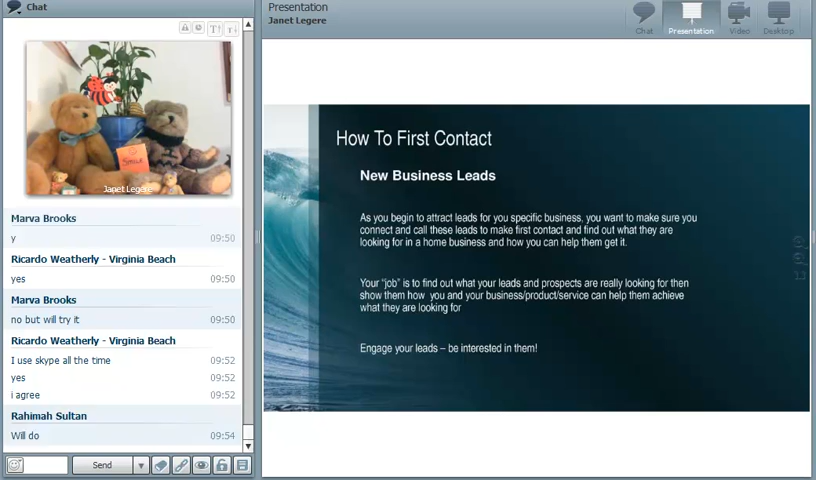 Chat
Janet Legere
Marva Brooks
y 09:50
Ricardo Weatherly - Virginia Beach
yes 09:50
Marva Brooks
no but will try it 09:50
Ricardo Weatherly - Virginia Beach
I use skype all the time 09:52
yes 09:52
i agree 09:52
Rahimah Sultan
Will do 09:54
Send
Presentation
Janet Legere
Chat
Presentation
Video
Desktop
How To First Contact
New Business Leads
As you begin to attract leads for you specific business, you want to make sure you
connect and call these leads to make first contact and find out what they are
looking for in a home business and how you can help them get it.
Your “job” is to find out what your leads and prospects are really looking for then
show them how you and your business/product/service can help them achieve
what they are looking for
Engage your leads – be interested in them!